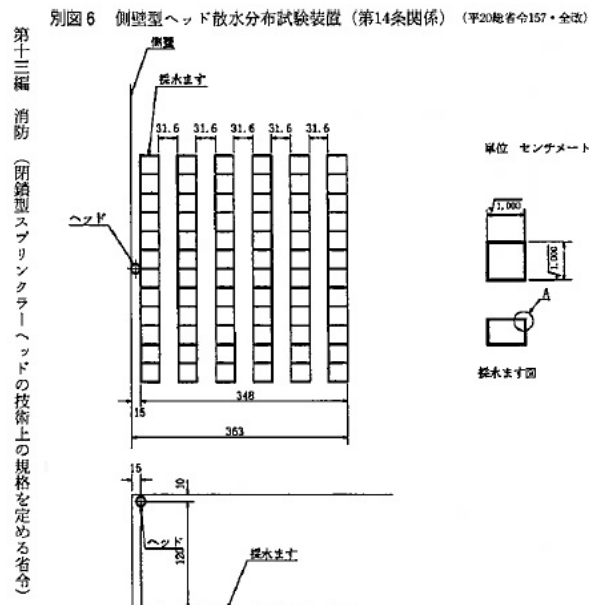 別図6 側壁型ヘッド散水分布試験装置(第14条関係)(平20総省令157・全改)
第十三編 消防 (閉鎖型スプリンクラーヘッドの技術上の規格を定める省令)
側壁
採水ます
31.6 31.6 31.6 31.6 31.6
単位 センチメート
ヘッド
√1,000
√1,000
A
採水ます図
348
15
363
15
10
ヘッド
120
採水ます